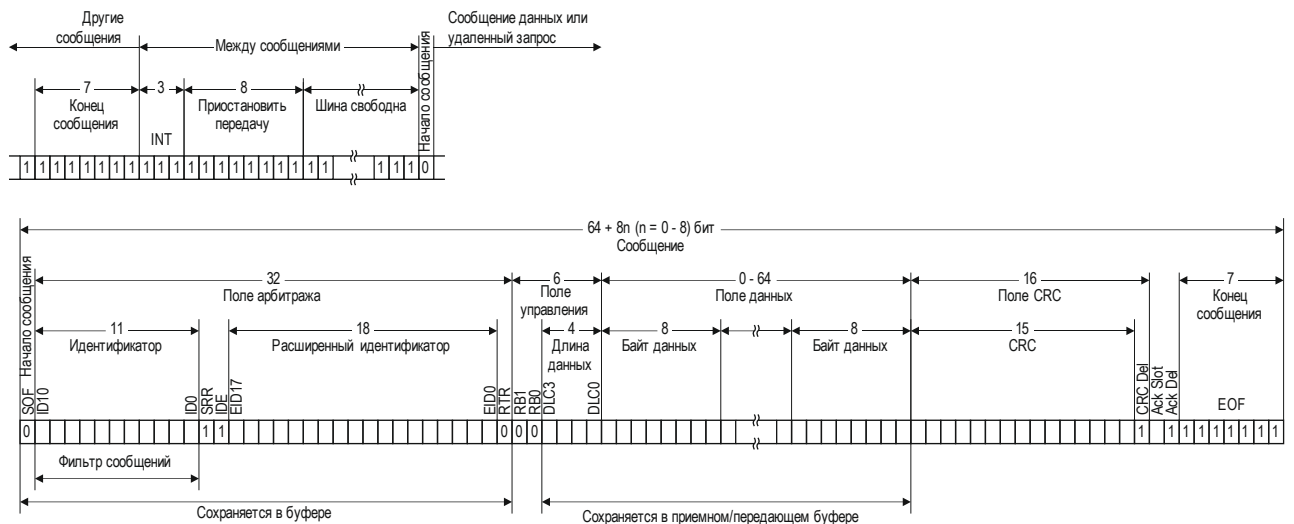 Другие
сообщения
Между сообщениями
Начало сообщения
Сообщение данных или
удаленный запрос
7
Конец
сообщения
3
INT
8
Приостановить
передачу
Шина свободна
1 1 1 1 1 1 1 1 1 1 1 1 1 1 1 1 1 1 1 1 1 1 1 1 0
64 + 8n (n = 0 - 8) бит
Сообщение
Начало сообщения
32
Поле арбитража
6
Поле
управления
0 - 64
Поле данных
16
Поле CRC
7
Конец
сообщения
11
Идентификатор
18
Расширенный идентификатор
4
Длина
данных
8
Байт данных
8
Байт данных
15
CRC
SOF
ID10
ID0
SRR
IDE
EID17
EID0
RTR
RB1
RB0
DLC3
DLC0
CRC Del
Ack Slot
Ack Del
EOF
0 1 1 0 0 0 1 1 1 1 1 1 1 1 1
Фильтр сообщений
Сохраняется в буфере
Сохраняется в приемном/передающем буфере